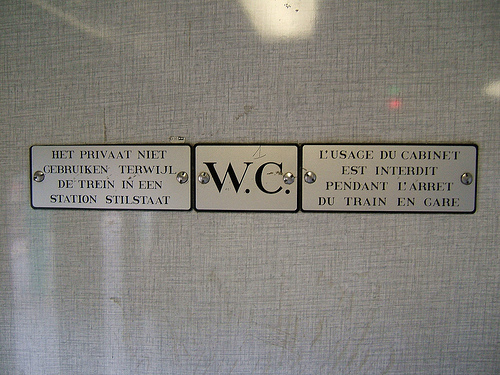 HET PRIVAAT NIET
GEBRUIKEN TERWIJL
DE TREIN IN EEN
STATION STILSTAAT
W.C.
L'USAGE DU CABINET
EST INTERDIT
PENDANT L'ARRET
DU TRAIN EN GARE